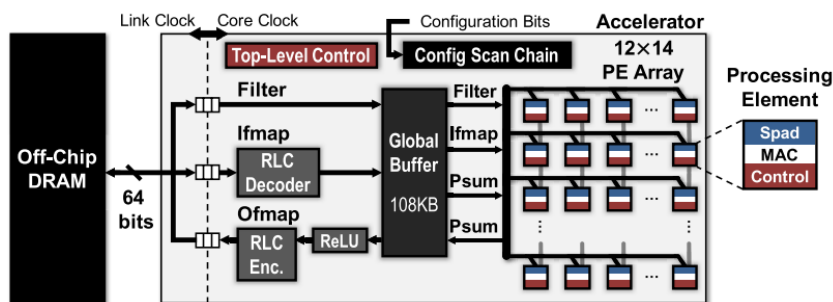 Link Clock
Core Clock
Configuration Bits
Accelerator
12×14
PE Array
Top-Level Control
Config Scan Chain
Processing
Element
Off-Chip
DRAM
64
bits
Filter
Ifmap
RLC
Decoder
Ofmap
RLC
Enc.
ReLU
Global
Buffer
108KB
Filter
Ifmap
Psum
Psum
...
...
...
...
...
...
Spad
MAC
Control